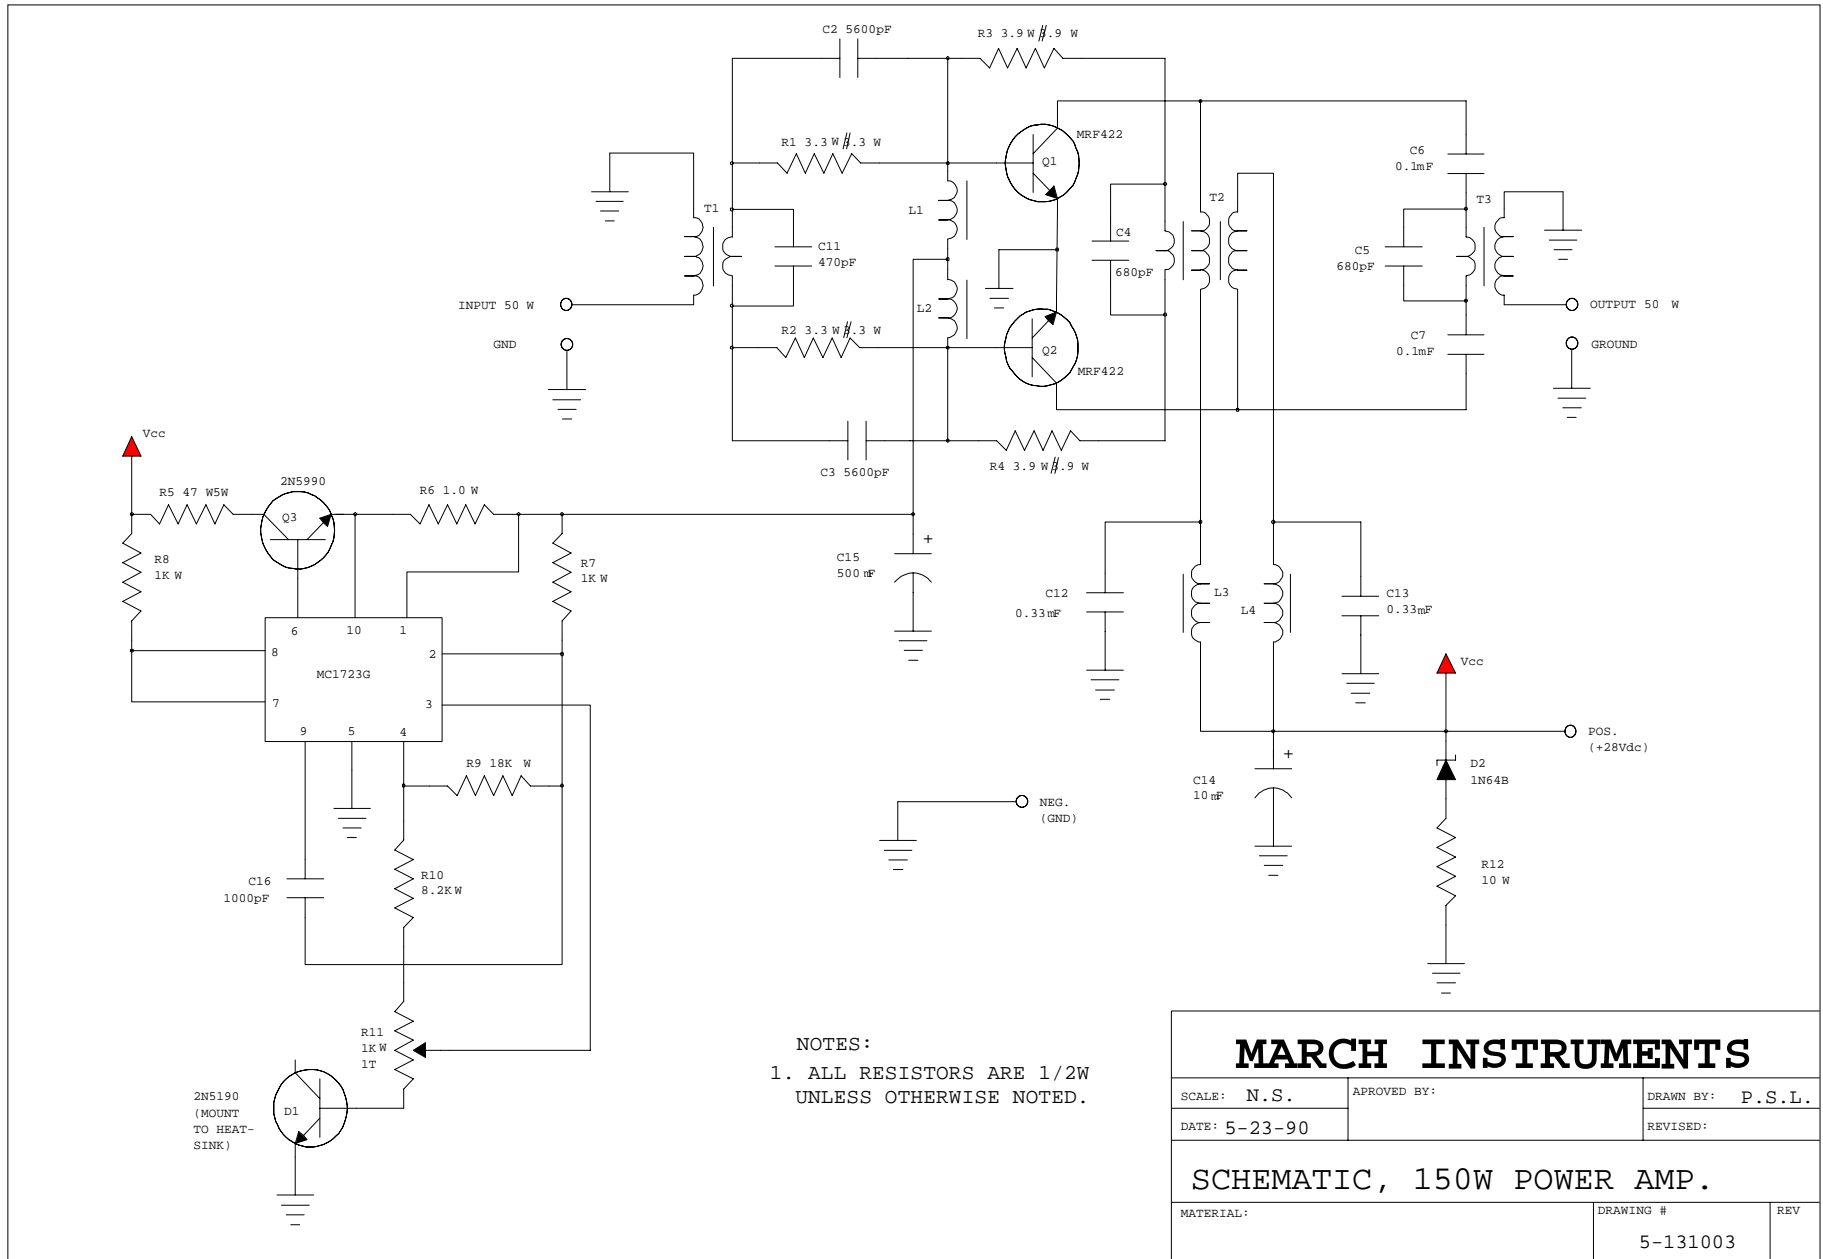 C2 5600pF
R3 3.9 W//3.9 W
MRF422
R1 3.3 W//3.3 W
Q1
C6
0.1mF
T1
L1
T2
T3
C11
470pF
C4
680pF
C5
680pF
INPUT 50 W
L2
OUTPUT 50 W
GND
R2 3.3 W//3.3 W
Q2
MRF422
C7
0.1mF
GROUND
C3 5600pF
R4 3.9 W//3.9 W
Vcc
R5 47 W5W
2N5990
Q3
R6 1.0 W
R8
1K W
R7
1K W
C15
500 mF
+
C12
0.33mF
L3
L4
C13
0.33mF
6 10 1
8
2
MC1723G
7
3
9 5 4
Vcc
POS.
(+28Vdc)
R9 18K W
+
C14
10 mF
D2
1N64B
NEG.
(GND)
R12
10 W
C16
1000pF
R10
8.2K W
R11
1K W
1T
2N5190
(MOUNT
TO HEAT-
SINK)
D1
NOTES:
1. ALL RESISTORS ARE 1/2W
UNLESS OTHERWISE NOTED.
MARCH INSTRUMENTS
SCALE: N.S.
APROVED BY:
DRAWN BY: P.S.L.
DATE: 5-23-90
REVISED:
SCHEMATIC, 150W POWER AMP.
MATERIAL:
DRAWING #
REV
5-131003